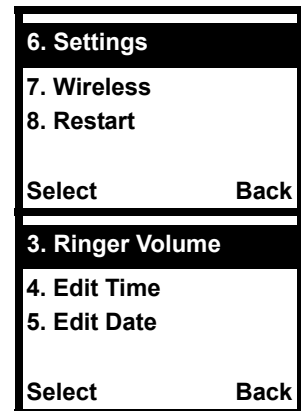 6. Settings
7. Wireless
8. Restart
Select Back
3. Ringer Volume
4. Edit Time
5. Edit Date
Select Back